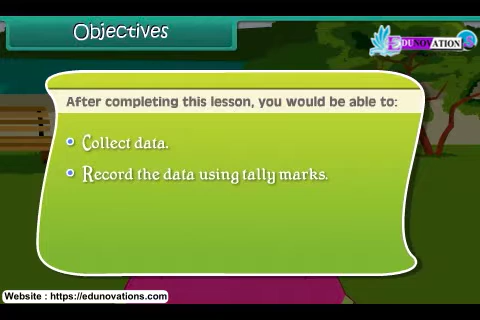 Objectives
EDUNOVATION
After completing this lesson, you would be able to:
Collect data.
Record the data using tally marks.
Website : https://edunovations.com